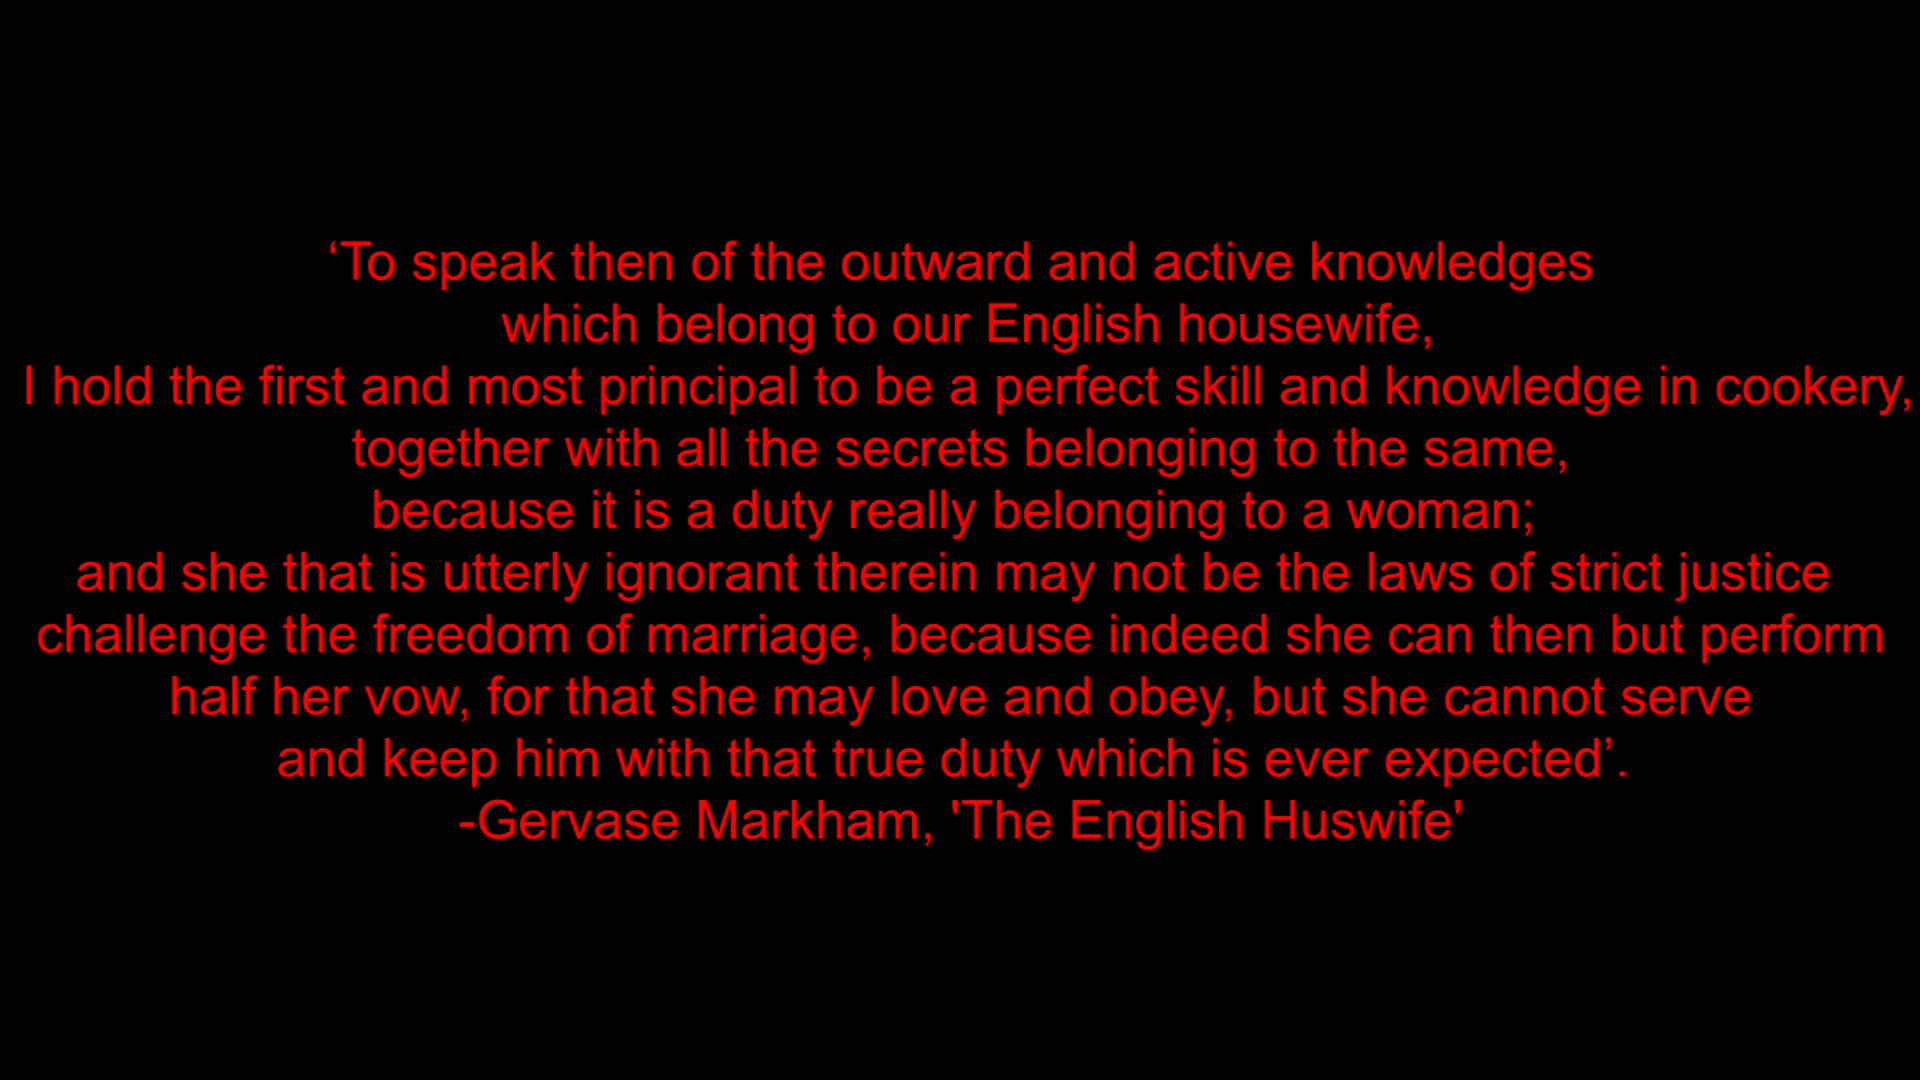 ‘To speak then of the outward and active knowledges
which belong to our English housewife,
I hold the first and most principal to be a perfect skill and knowledge in cookery,
together with all the secrets belonging to the same,
because it is a duty really belonging to a woman;
and she that is utterly ignorant therein may not be the laws of strict justice
challenge the freedom of marriage, because indeed she can then but perform
half her vow, for that she may love and obey, but she cannot serve
and keep him with that true duty which is ever expected’.
-Gervase Markham, 'The English Huswife'